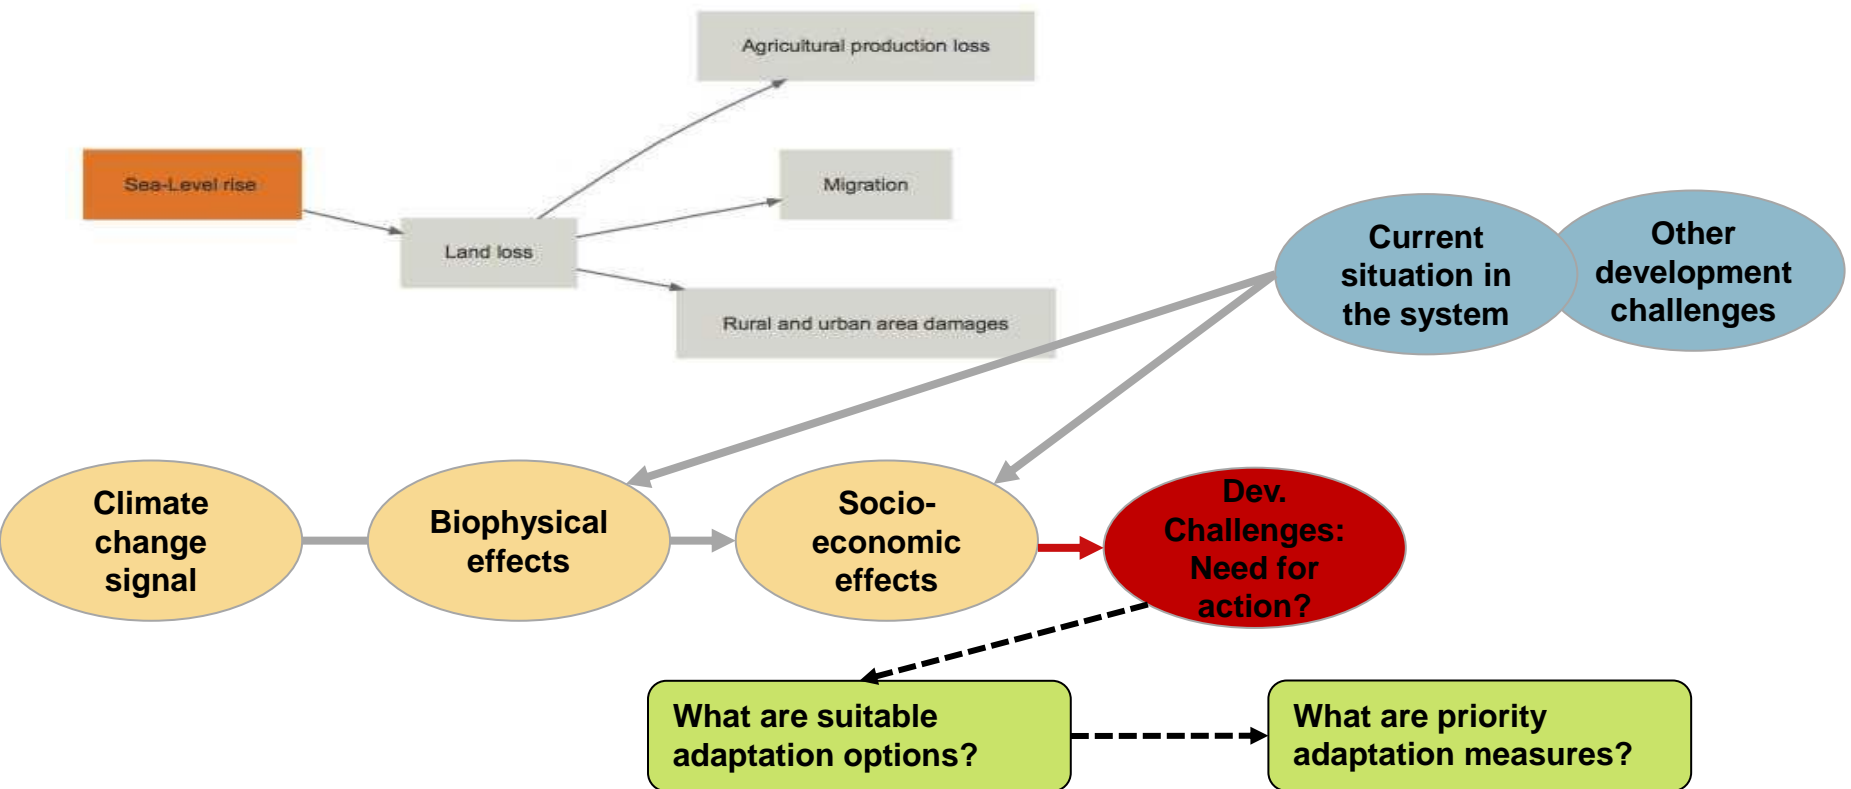 Agricultural production loss
Sea-Level rise
Migration
Land loss
Rural and urban area damages
Current
situation in
the system
Other
development
challenges
Climate
change
signal
Biophysical
effects
Socio-
economic
effects
Dev.
Challenges:
Need for
action?
What are suitable
adaptation options?
What are priority
adaptation measures?